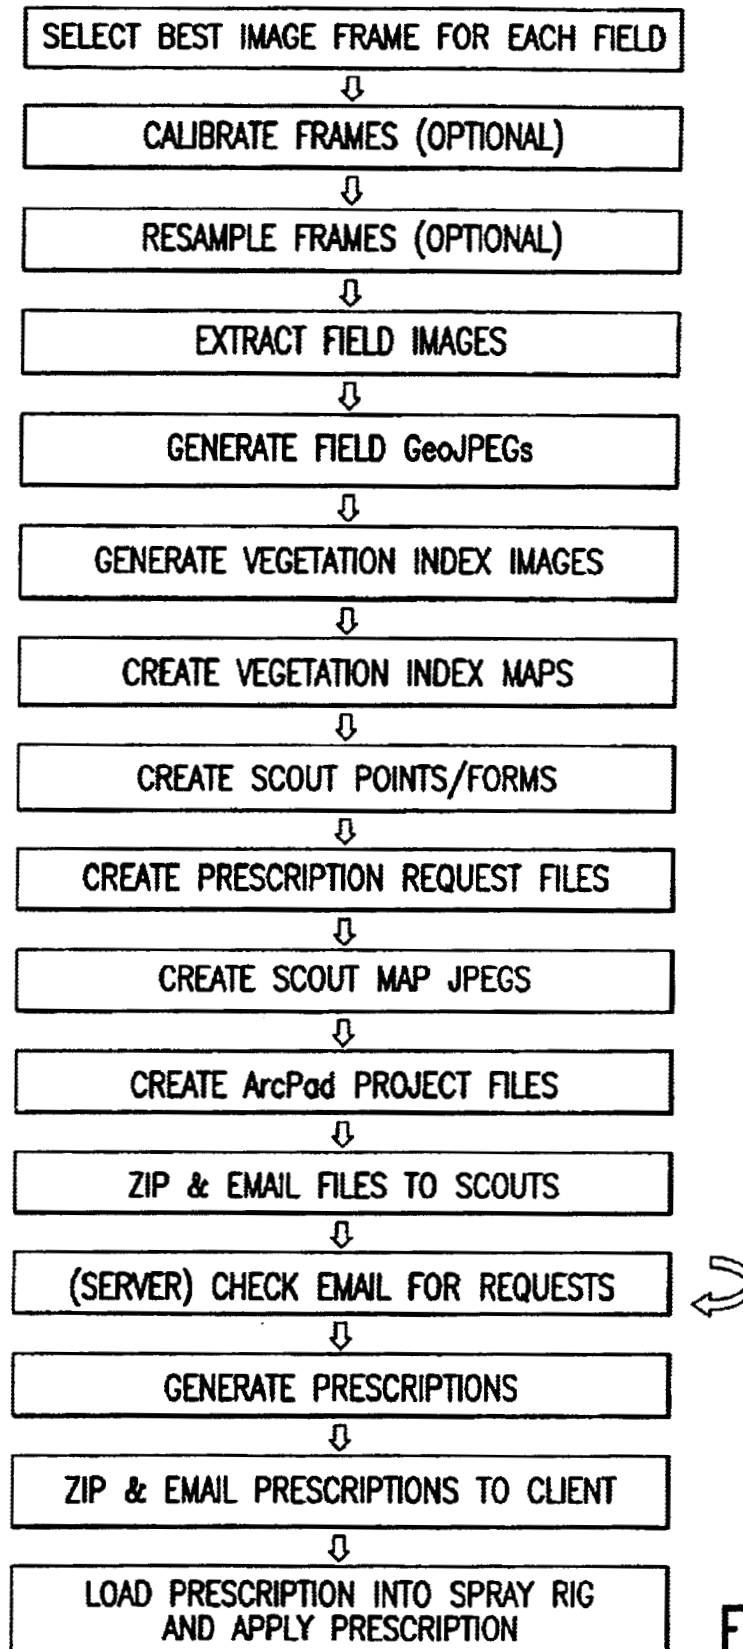 SELECT BEST IMAGE FRAME FOR EACH FIELD
CALIBRATE FRAMES (OPTIONAL)
RESAMPLE FRAMES (OPTIONAL)
EXTRACT FIELD IMAGES
GENERATE FIELD GeoJPEGs
GENERATE VEGETATION INDEX IMAGES
CREATE VEGETATION INDEX MAPS
CREATE SCOUT POINTS/FORMS
CREATE PRESCRIPTION REQUEST FILES
CREATE SCOUT MAP JPEGS
CREATE ArcPad PROJECT FILES
ZIP & EMAIL FILES TO SCOUTS
(SERVER) CHECK EMAIL FOR REQUESTS
GENERATE PRESCRIPTIONS
ZIP & EMAIL PRESCRIPTIONS TO CLIENT
LOAD PRESCRIPTION INTO SPRAY RIG
AND APPLY PRESCRIPTION